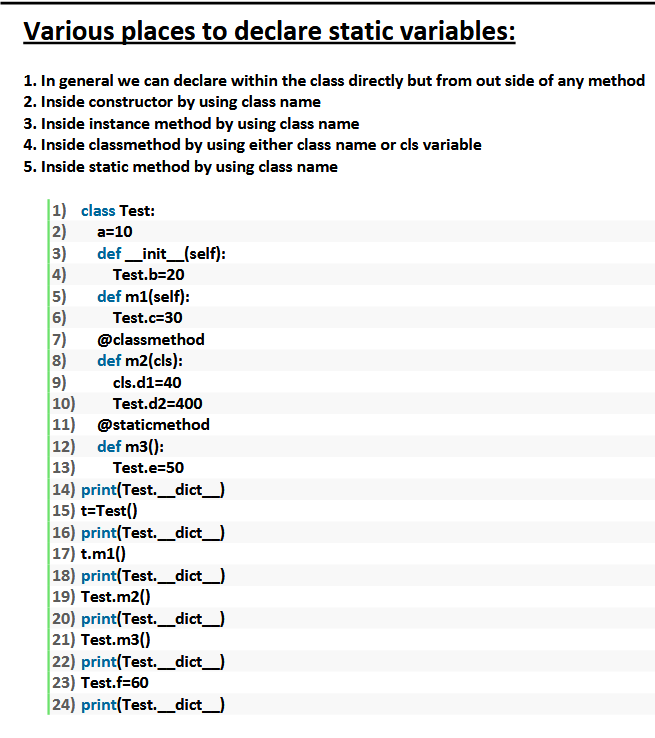 Various places to declare static variables:
1. In general we can declare within the class directly but from out side of any method
2. Inside constructor by using class name
3. Inside instance method by using class name
4. Inside classmethod by using either class name or cls variable
5. Inside static method by using class name
1) class Test:
2) a=10
3) def __init__(self):
4) Test.b=20
5) def m1(self):
6) Test.c=30
7) @classmethod
8) def m2(cls):
9) cls.d1=40
10) Test.d2=400
11) @staticmethod
12) def m3():
13) Test.e=50
14) print(Test.__dict__)
15) t=Test()
16) print(Test.__dict__)
17) t.m1()
18) print(Test.__dict__)
19) Test.m2()
20) print(Test.__dict__)
21) Test.m3()
22) print(Test.__dict__)
23) Test.f=60
24) print(Test.__dict__)